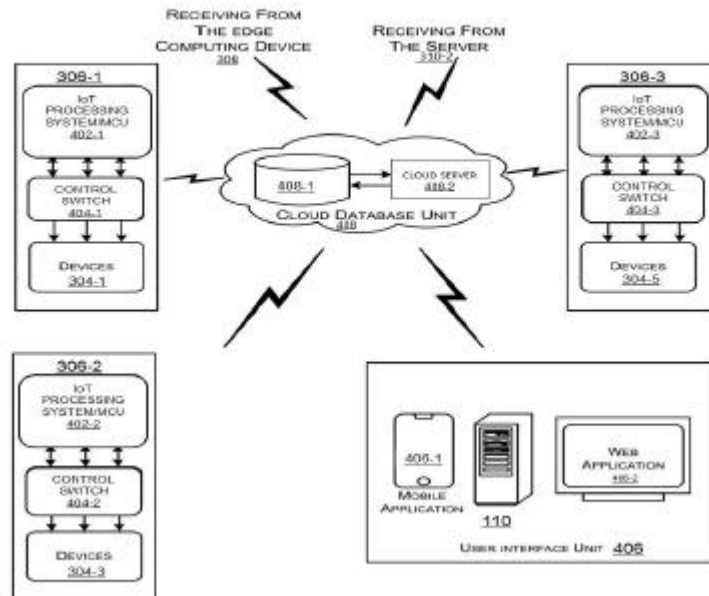 RECEIVING FROM
THE EDGE
COMPUTING DEVICE
308
RECEIVING FROM
THE SERVER
310-2
306-1
IoT
PROCESSING
SYSTEM/MCU
402-1
CONTROL
SWITCH
404-1
DEVICES
304-1
408-1
CLOUD SERVER
408-2
CLOUD DATABASE UNIT
408
306-3
IoT
PROCESSING
SYSTEM/MCU
402-3
CONTROL
SWITCH
404-3
DEVICES
304-5
306-2
IoT
PROCESSING
SYSTEM/MCU
402-2
CONTROL
SWITCH
404-2
DEVICES
304-3
406-1
MOBILE
APPLICATION
110
WEB
APPLICATION
406-2
USER INTERFACE UNIT 406